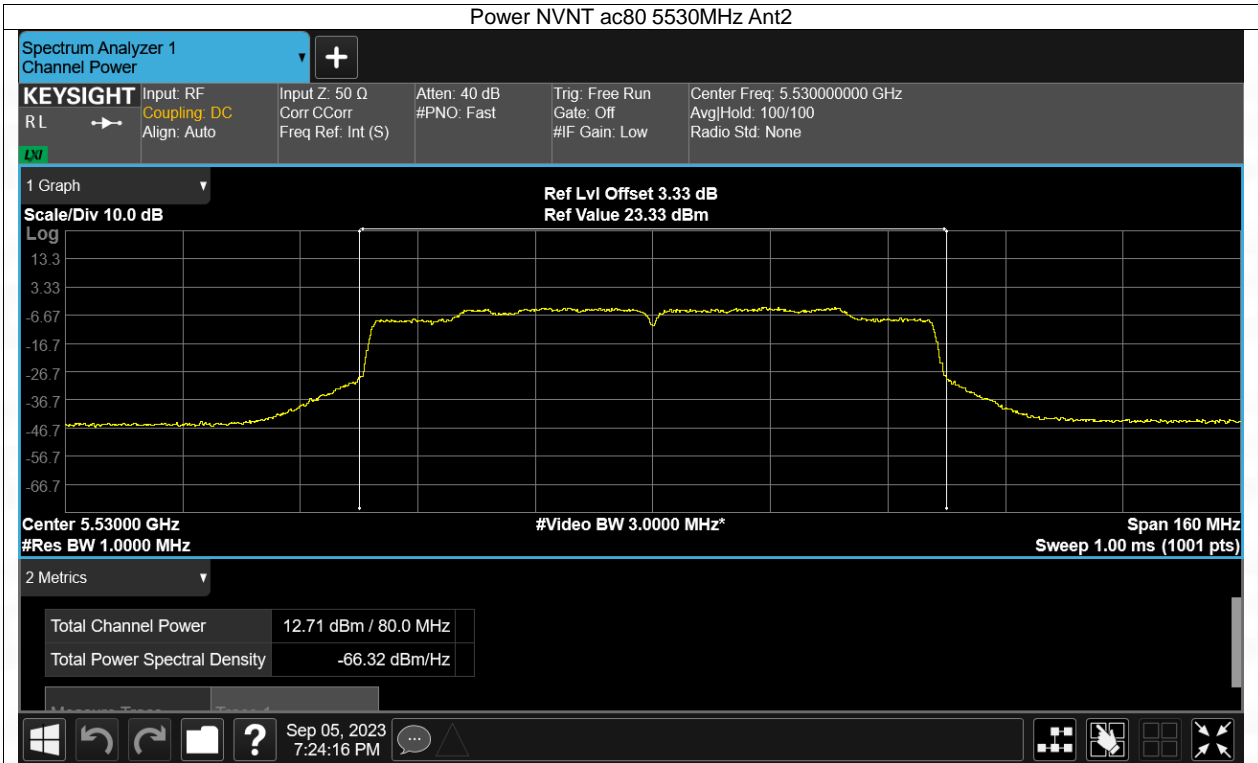 Power NVNT ac80 5530MHz Ant2
Spectrum Analyzer 1
Channel Power
+
KEYSIGHT Input: RF Input Z: 50 Ω Atten: 40 dB Trig: Free Run Center Freq: 5.530000000 GHz
R L Coupling: DC Corr CCorr #PNO: Fast Gate: Off Avg|Hold: 100/100
Align: Auto Freq Ref: Int (S) #IF Gain: Low Radio Std: None
LXI
1 Graph
Ref Lvl Offset 3.33 dB
Scale/Div 10.0 dB Ref Value 23.33 dBm
Log
13.3
3.33
-6.67
-16.7
-26.7
-36.7
-46.7
-56.7
-66.7
Center 5.53000 GHz #Video BW 3.0000 MHz* Span 160 MHz
#Res BW 1.0000 MHz Sweep 1.00 ms (1001 pts)
2 Metrics
Total Channel Power 12.71 dBm / 80.0 MHz
Total Power Spectral Density -66.32 dBm/Hz
? Sep 05, 2023
7:24:16 PM